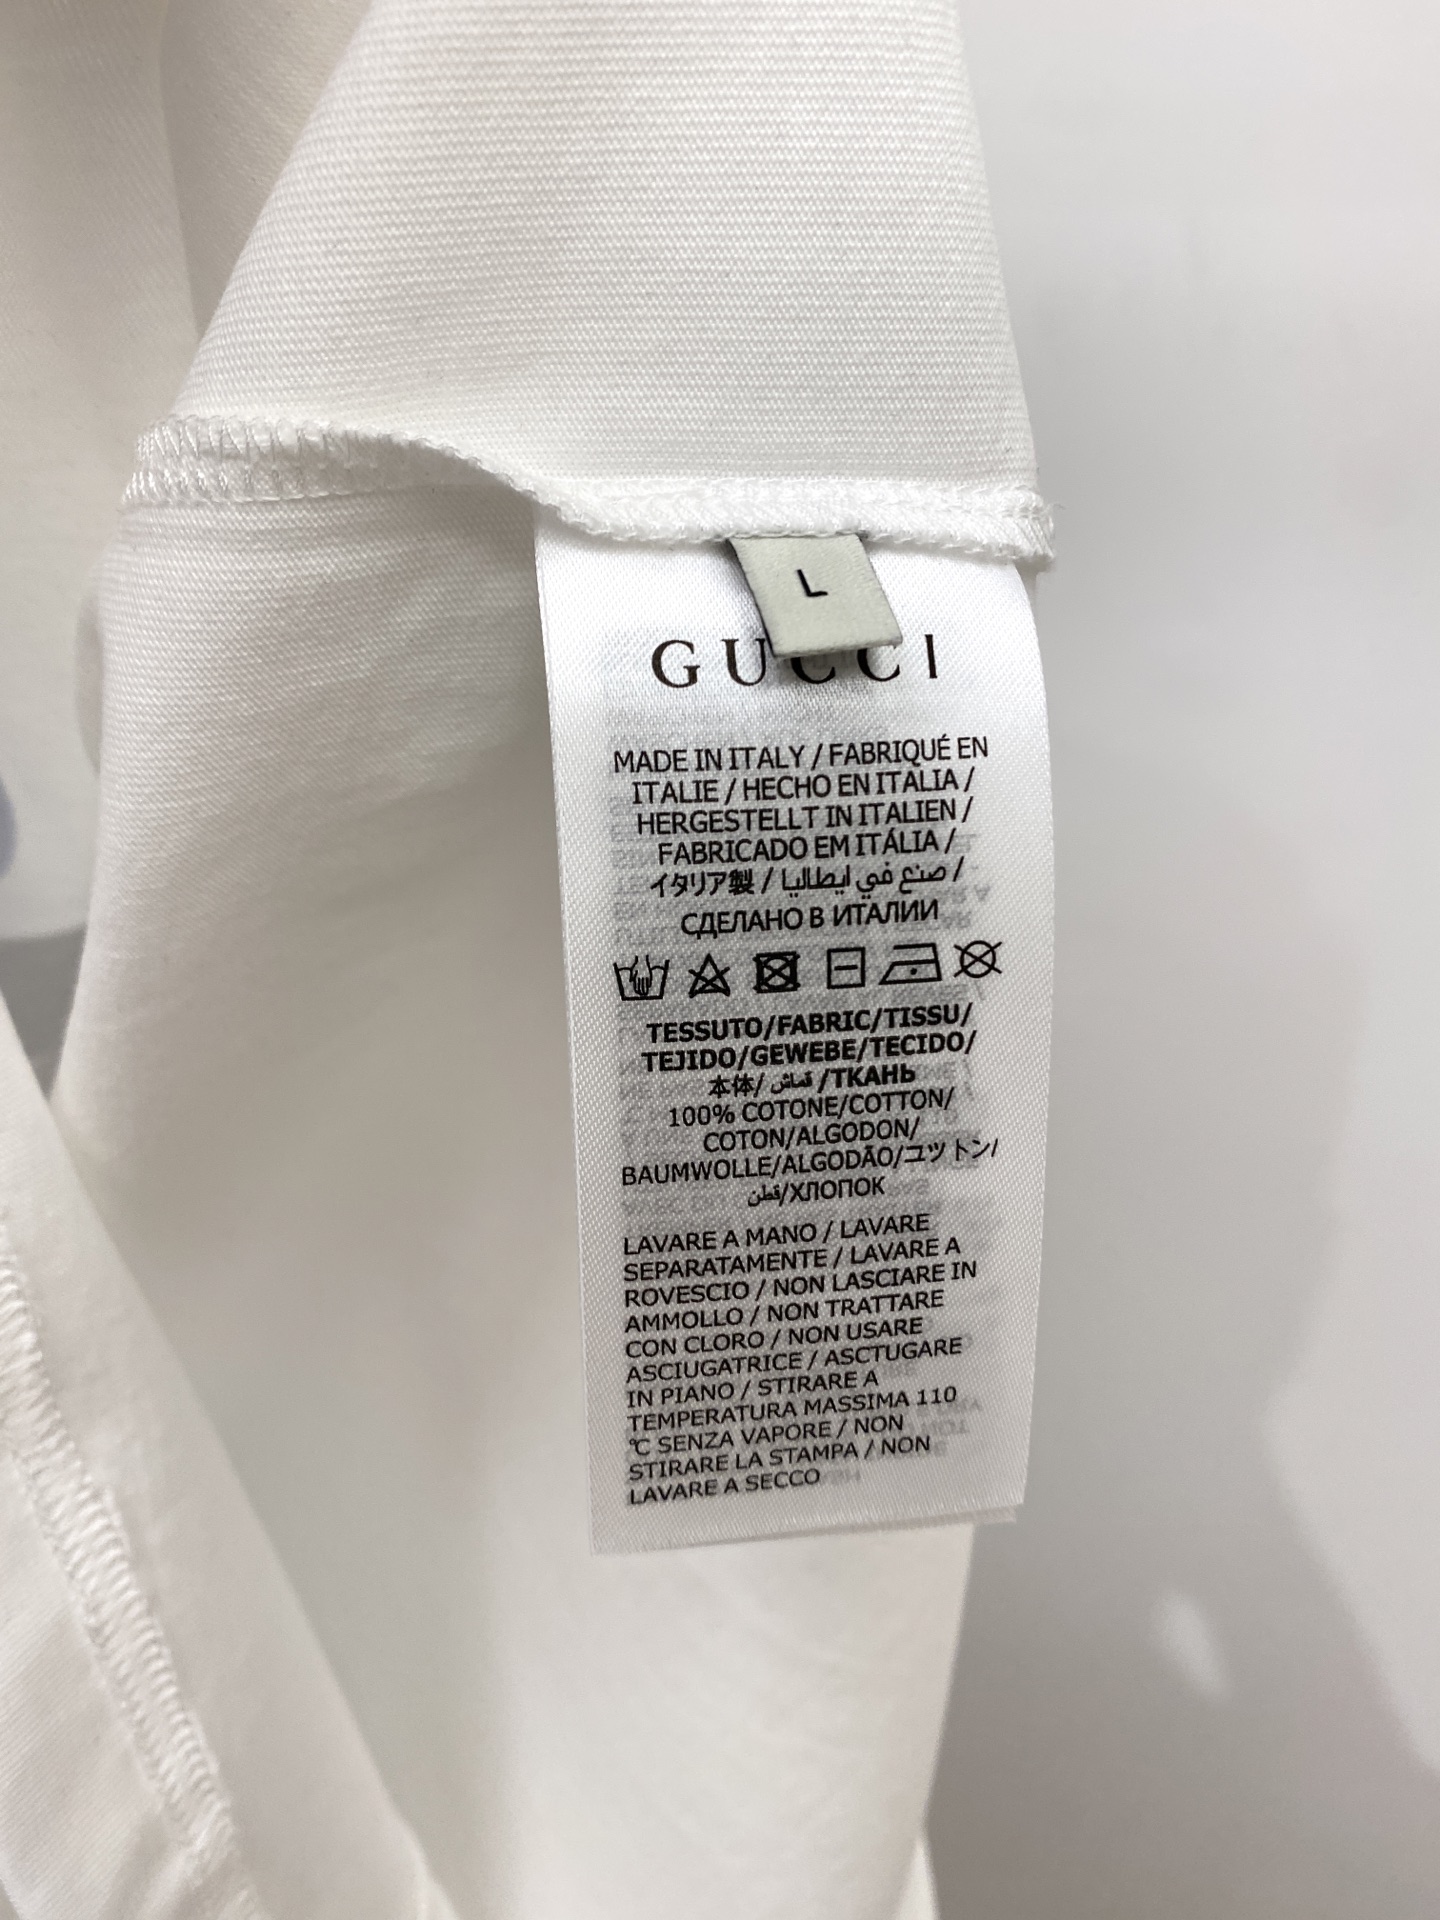 L
GUCCI
MADE IN ITALY / FABRIQUÉ EN
ITALIE / HECHO EN ITALIA /
HERGESTELLT IN ITALIEN /
FABRICADO EM ITÁLIA /
イタリア製 / صنع في ايطاليا /
СДЕЛАНО В ИТАЛИИ
TESSUTO/FABRIC/TISSU/
TEJIDO/GEWEBE/TECIDO/
本体/ قماش /ТКАНЬ
100% COTONE/COTTON/
COTON/ALGODON/
BAUMWOLLE/ALGODÃO/ユットン/
قطن/ХЛОПОК
LAVARE A MANO / LAVARE
SEPARATAMENTE / LAVARE A
ROVESCIO / NON LASCIARE IN
AMMOLLO / NON TRATTARE
CON CLORO / NON USARE
ASCIUGATRICE / ASCTUGARE
IN PIANO / STIRARE A
TEMPERATURA MASSIMA 110
℃ SENZA VAPORE / NON
STIRARE LA STAMPA / NON
LAVARE A SECCO